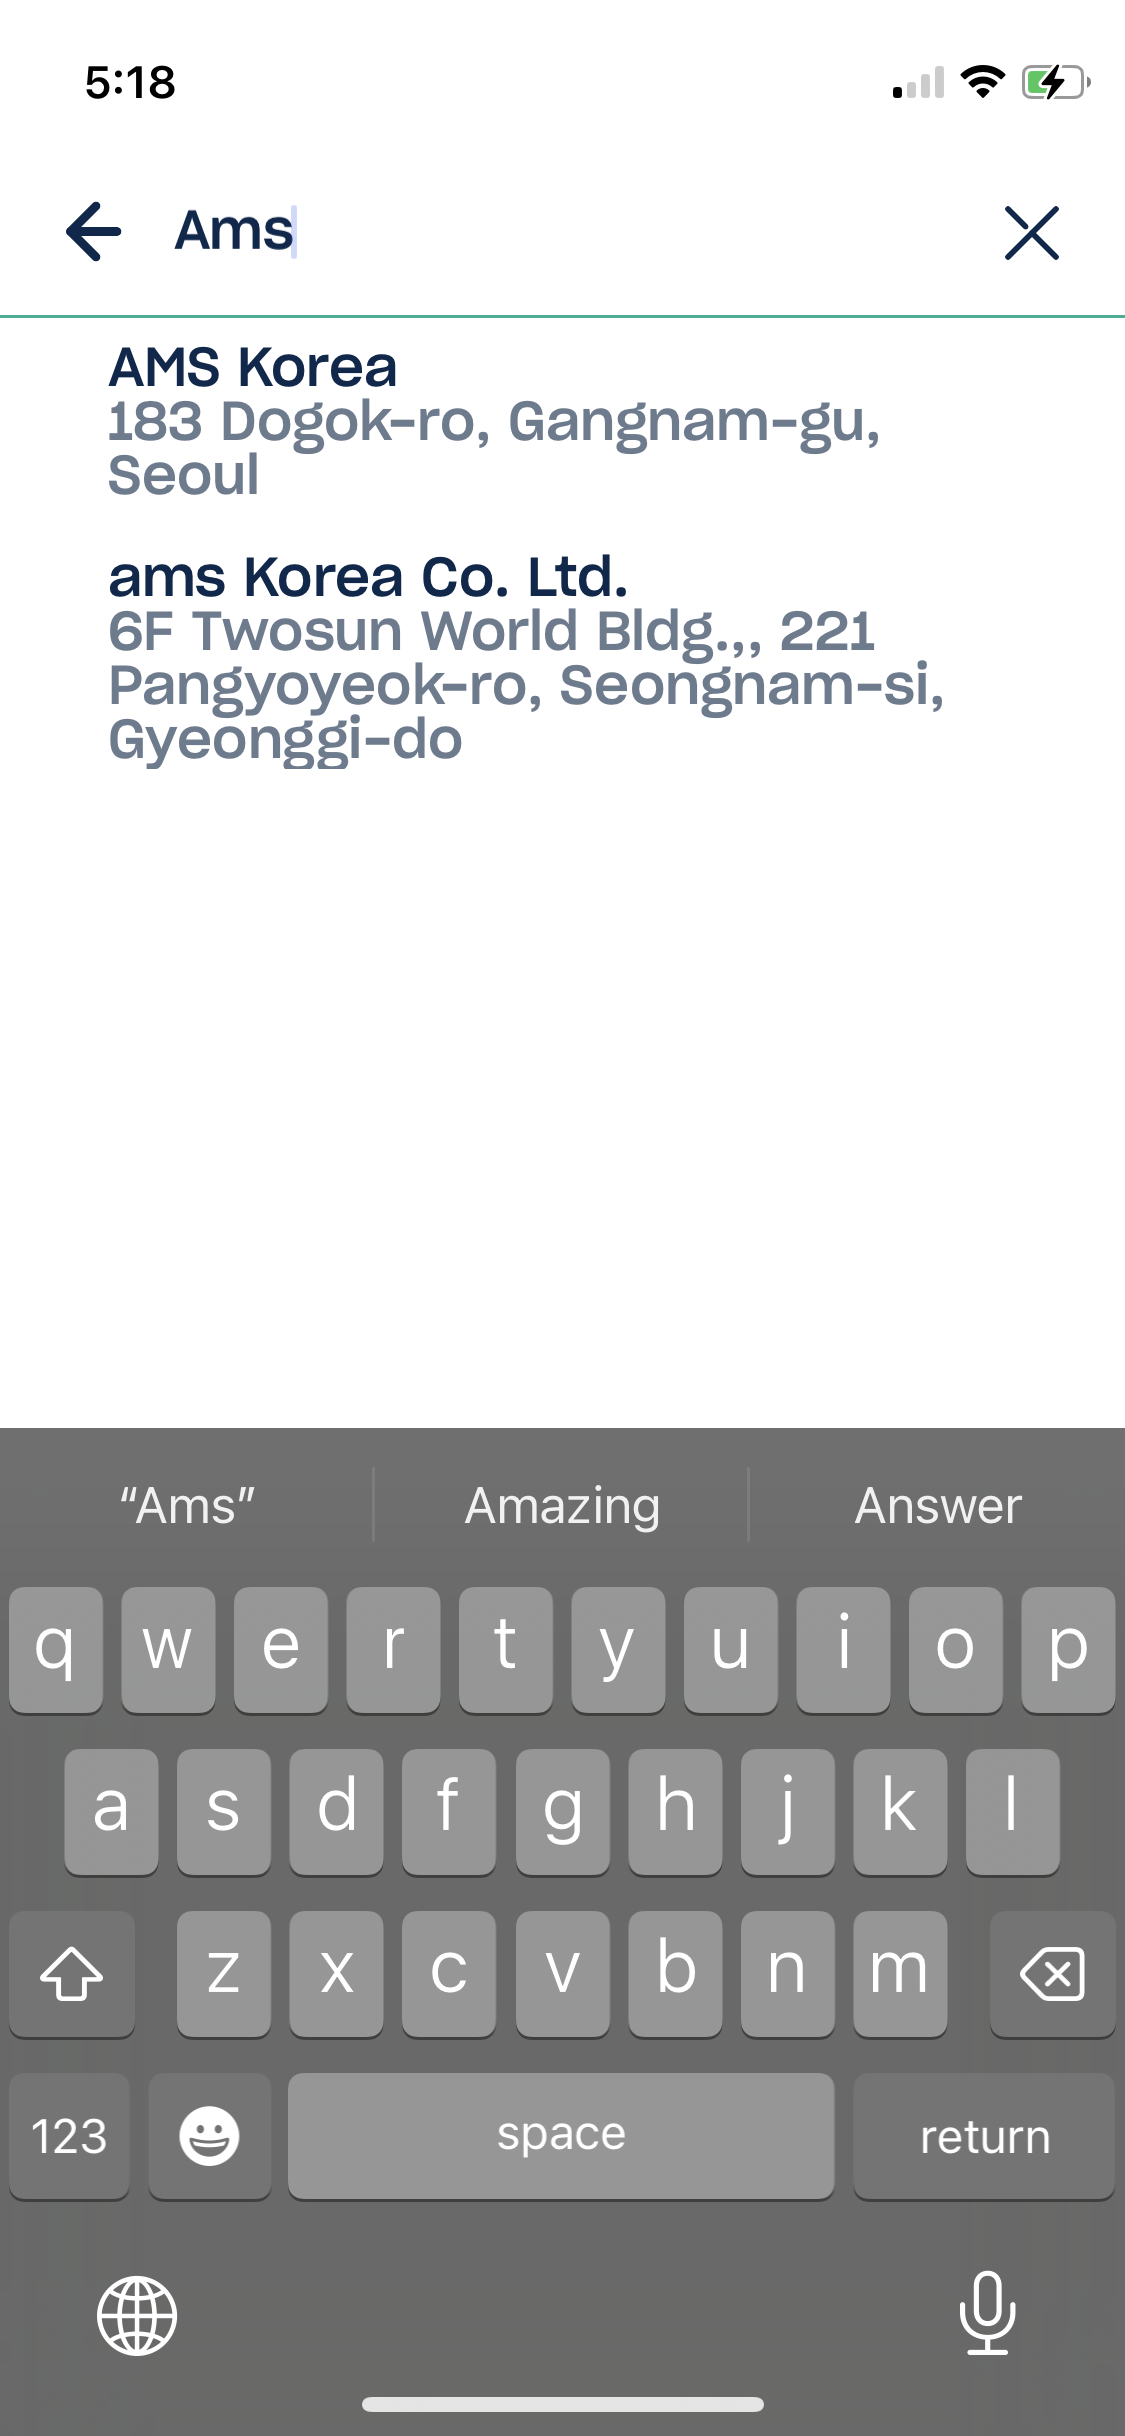 5:18
Ams
AMS Korea
183 Dogok-ro, Gangnam-gu,
Seoul
ams Korea Co. Ltd.
6F Twosun World Bldg.,, 221
Pangyoyeok-ro, Seongnam-si,
Gyeonggi-do
“Ams” Amazing Answer
q w e r t y u i o p
a s d f g h j k l
z x c v b n m
123 space return